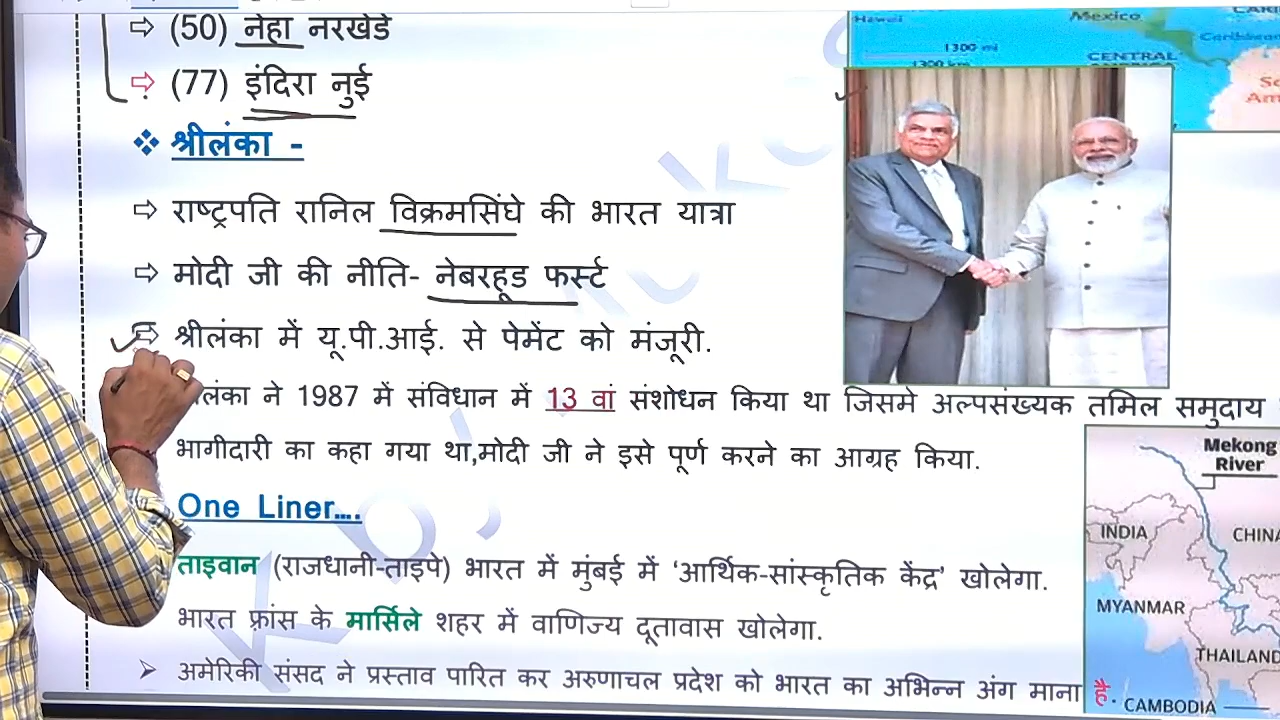 ⇨ (50) नेहा नरखेडे
⇨ (77) इंदिरा नुई
❖ श्रीलंका -
⇨ राष्ट्रपति रानिल विक्रमसिंघे की भारत यात्रा
⇨ मोदी जी की नीति- नेबरहूड फर्स्ट
⇨ श्रीलंका में यू.पी.आई. से पेमेंट को मंजूरी.
ने 1987 में संविधान में 13 वां संशोधन किया था जिसमे अल्पसंख्यक तमिल समुदाय
भागीदारी का कहा गया था,मोदी जी ने इसे पूर्ण करने का आग्रह किया.
One Liner….
ताइवान (राजधानी-ताइपे) भारत में मुंबई में ‘आर्थिक-सांस्कृतिक केंद्र’ खोलेगा.
भारत फ्रांस के मार्सिले शहर में वाणिज्य दूतावास खोलेगा.
➢ अमेरिकी संसद ने प्रस्ताव पारित कर अरुणाचल प्रदेश को भारत का अभिन्न अंग माना है.
Hawaii
Mexico
1300 mi
1300 km
CENTRAL
Mekong
River
INDIA
CHINA
MYANMAR
THAILAND
CAMBODIA